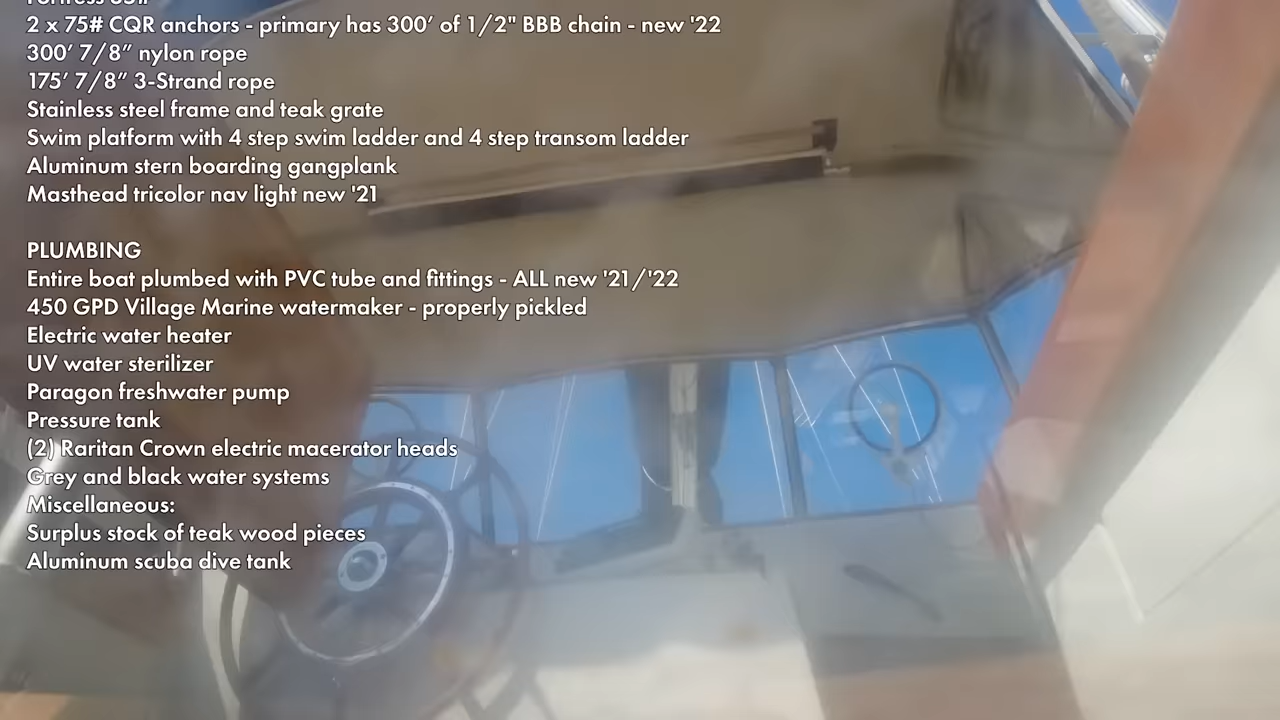 2 x 75# CQR anchors - primary has 300’ of 1/2" BBB chain - new '22
300’ 7/8” nylon rope
175’ 7/8” 3-Strand rope
Stainless steel frame and teak grate
Swim platform with 4 step swim ladder and 4 step transom ladder
Aluminum stern boarding gangplank
Masthead tricolor nav light new '21
PLUMBING
Entire boat plumbed with PVC tube and fittings - ALL new '21/'22
450 GPD Village Marine watermaker - properly pickled
Electric water heater
UV water sterilizer
Paragon freshwater pump
Pressure tank
(2) Raritan Crown electric macerator heads
Grey and black water systems
Miscellaneous:
Surplus stock of teak wood pieces
Aluminum scuba dive tank